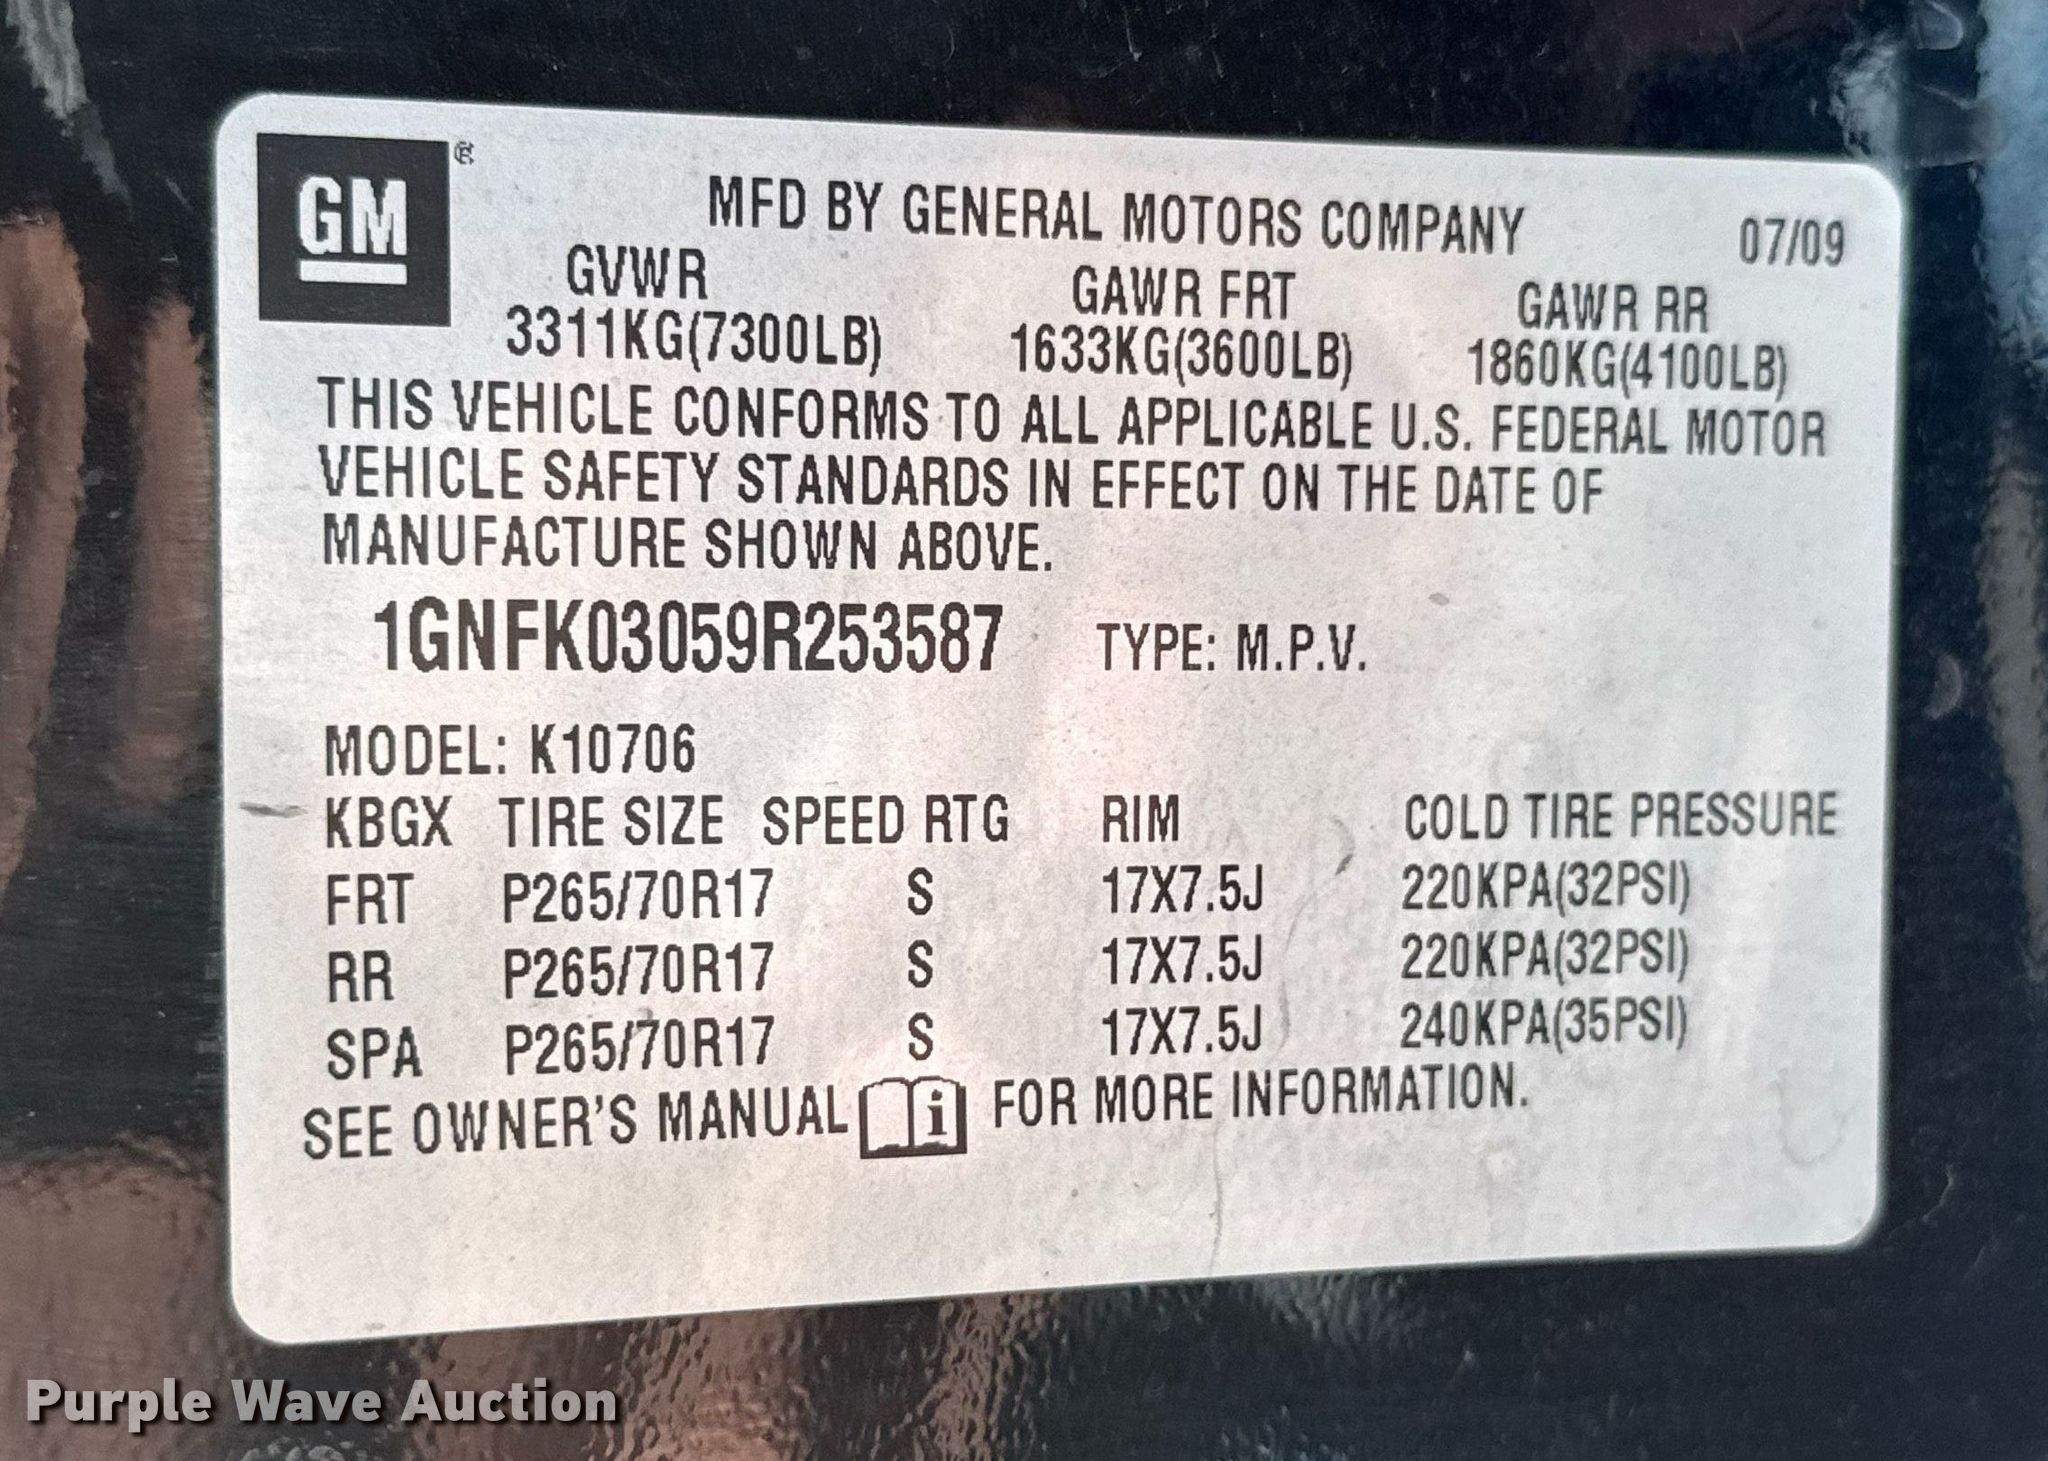 GM®
MFD BY GENERAL MOTORS COMPANY 07/09
GVWR GAWR FRT GAWR RR
3311KG(7300LB) 1633KG(3600LB) 1860KG(4100LB)
THIS VEHICLE CONFORMS TO ALL APPLICABLE U.S. FEDERAL MOTOR
VEHICLE SAFETY STANDARDS IN EFFECT ON THE DATE OF
MANUFACTURE SHOWN ABOVE.
1GNFK03059R253587 TYPE: M.P.V.
MODEL: K10706
KBGX TIRE SIZE SPEED RTG RIM COLD TIRE PRESSURE
FRT P265/70R17 S 17X7.5J 220KPA(32PSI)
RR P265/70R17 S 17X7.5J 220KPA(32PSI)
SPA P265/70R17 S 17X7.5J 240KPA(35PSI)
SEE OWNER'S MANUAL i FOR MORE INFORMATION.
Purple Wave Auction